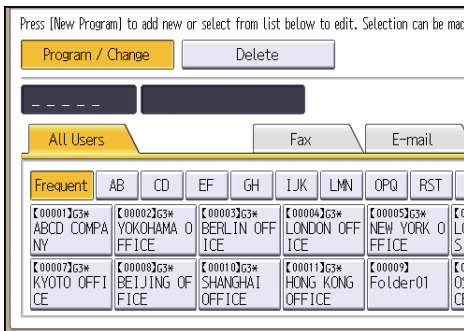 Press [New Program] to add new or select from list below to edit. Selection can be
Program / Change
Delete
_ _ _ _ _
All Users
Fax
E-mail
Frequent
AB
CD
EF
GH
IJK
LMN
OPQ
RST
【00001】G3*
ABCD COMPA
NY
【00002】G3*
YOKOHAMA O
FFICE
【00003】G3*
BERLIN OFF
ICE
【00004】G3*
LONDON OFF
ICE
【00005】G3*
NEW YORK O
FFICE
【00007】G3*
KYOTO OFFI
CE
【00008】G3*
BEIJING OF
FICE
【00010】G3*
SHANGHAI
OFFICE
【00011】G3*
HONG KONG
OFFICE
【00009】
Folder01